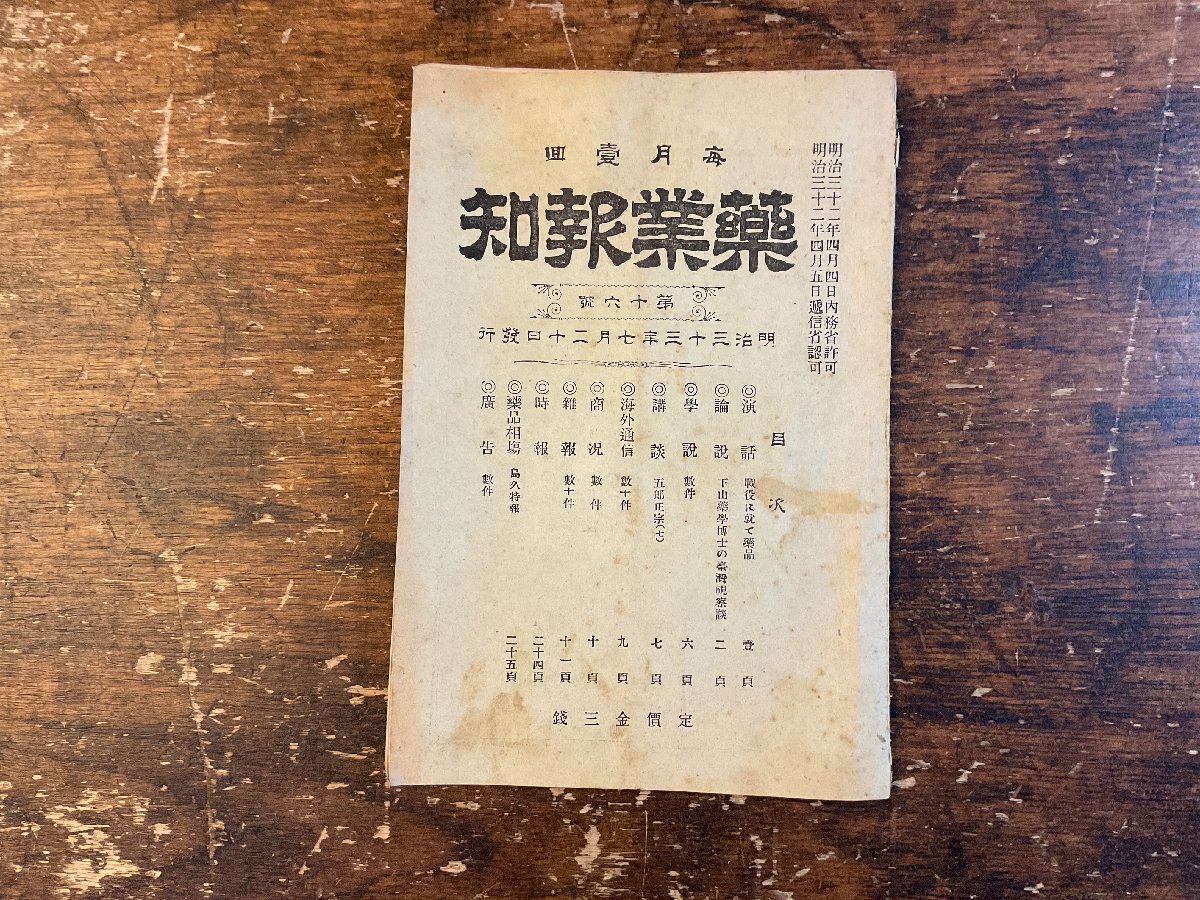 明治三十二年四月四日內務省許可
明治三十二年四月五日遞信省認可
每月壹回
藥業報知
第十六號
明治三十三年七月二十日發行
目次
◎演話 戰役に就て藥品 壹頁
◎論說 下山藥學博士の臺灣視察談 二頁
◎學說 數件 六頁
◎講談 五郎正宗(七) 七頁
◎海外通信 數十件 九頁
◎商況 數件 十頁
◎雜報 數十件 十一頁
◎時報 二十四頁
◎藥品相塲 島久特報 二十五頁
◎廣告 數件
定價金三錢